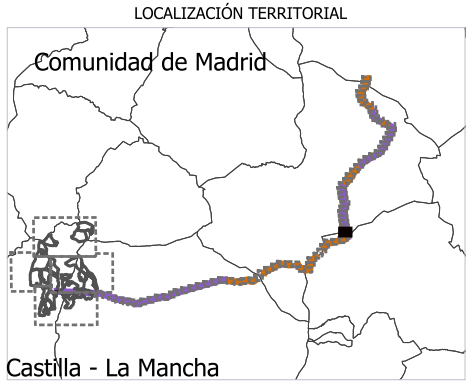 LOCALIZACIÓN TERRITORIAL
Comunidad de Madrid
Castilla - La Mancha